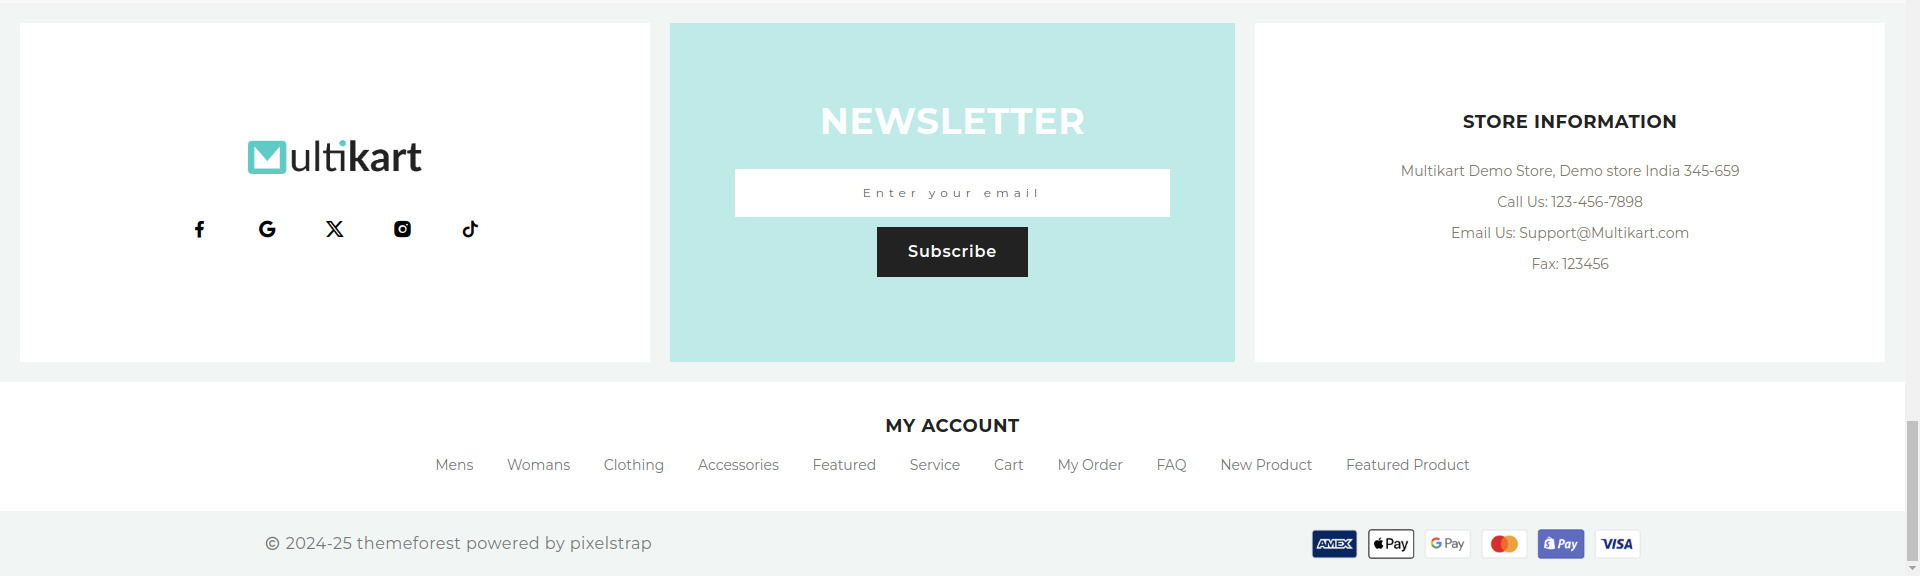 Multikart
NEWSLETTER
Enter your email
Subscribe
STORE INFORMATION
Multikart Demo Store, Demo store India 345-659
Call Us: 123-456-7898
Email Us: Support@Multikart.com
Fax: 123456
MY ACCOUNT
Mens Womans Clothing Accessories Featured Service Cart My Order FAQ New Product Featured Product
© 2024-25 themeforest powered by pixelstrap
AMEX Pay G Pay Pay VISA